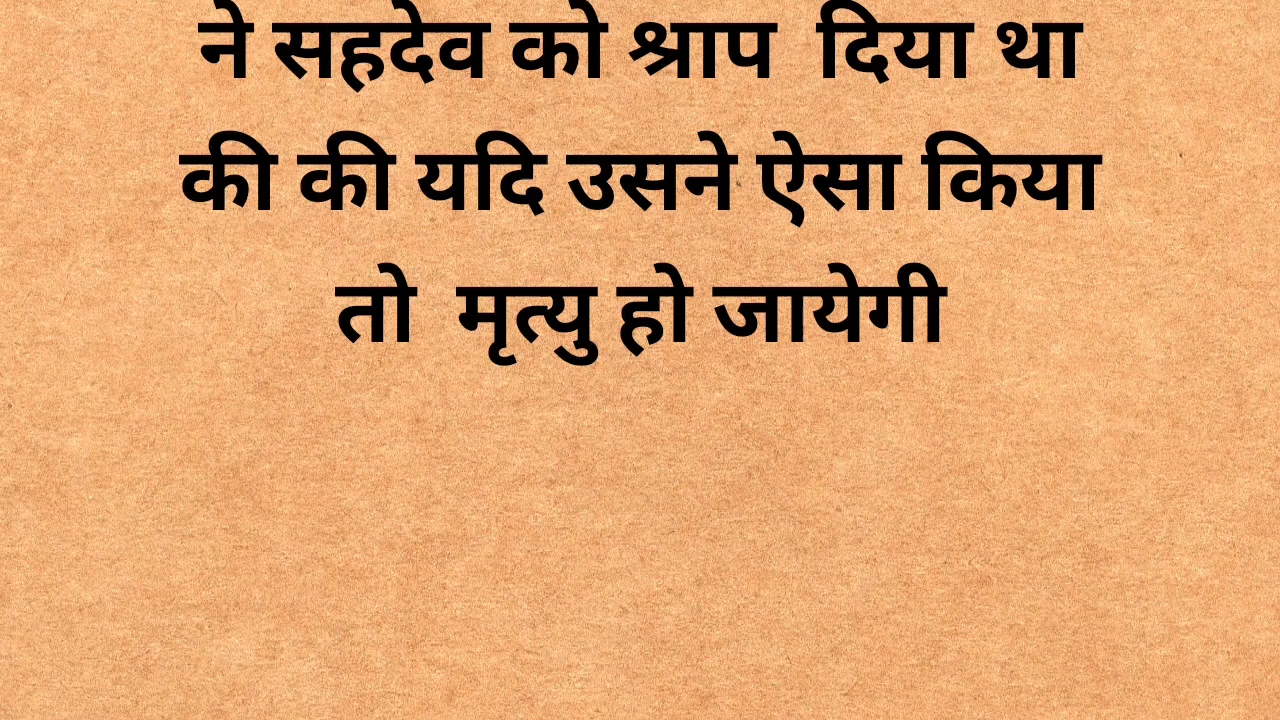 ने सहदेव को श्राप  दिया था
की की यदि उसने ऐसा किया
तो  मृत्यु हो जायेगी